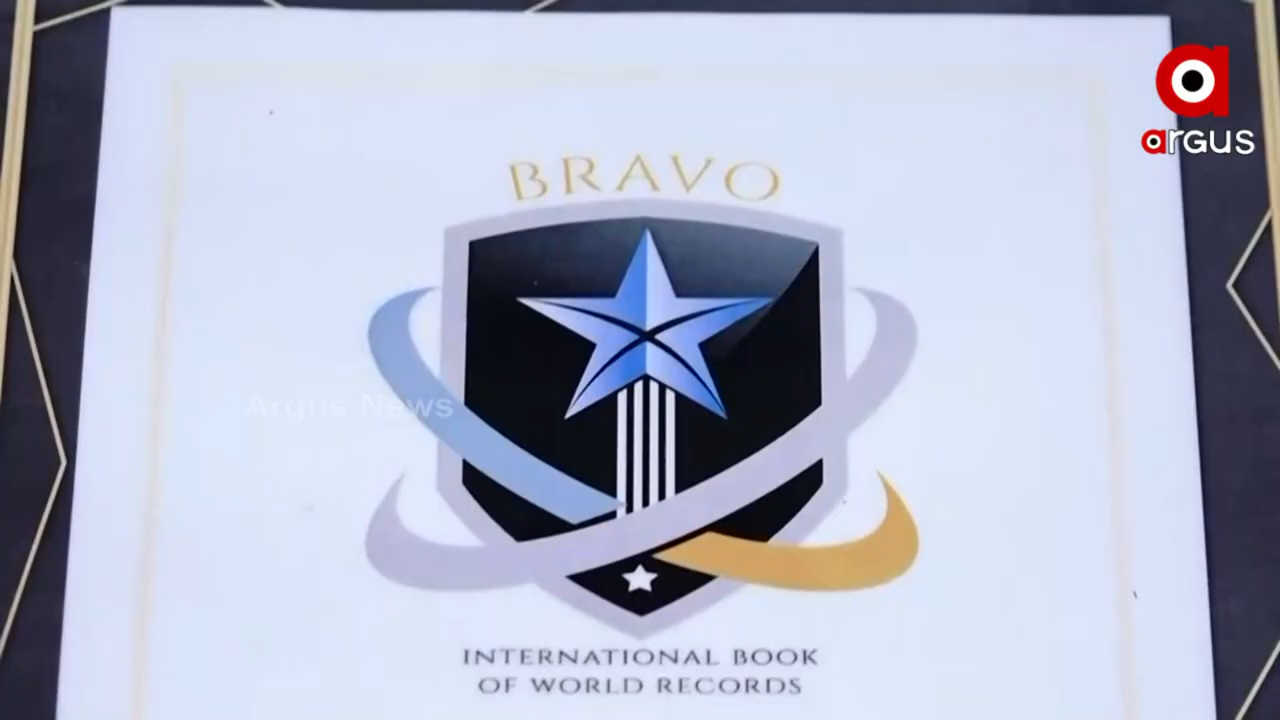 argus
BRAVO
Argus News
INTERNATIONAL BOOK
OF WORLD RECORDS